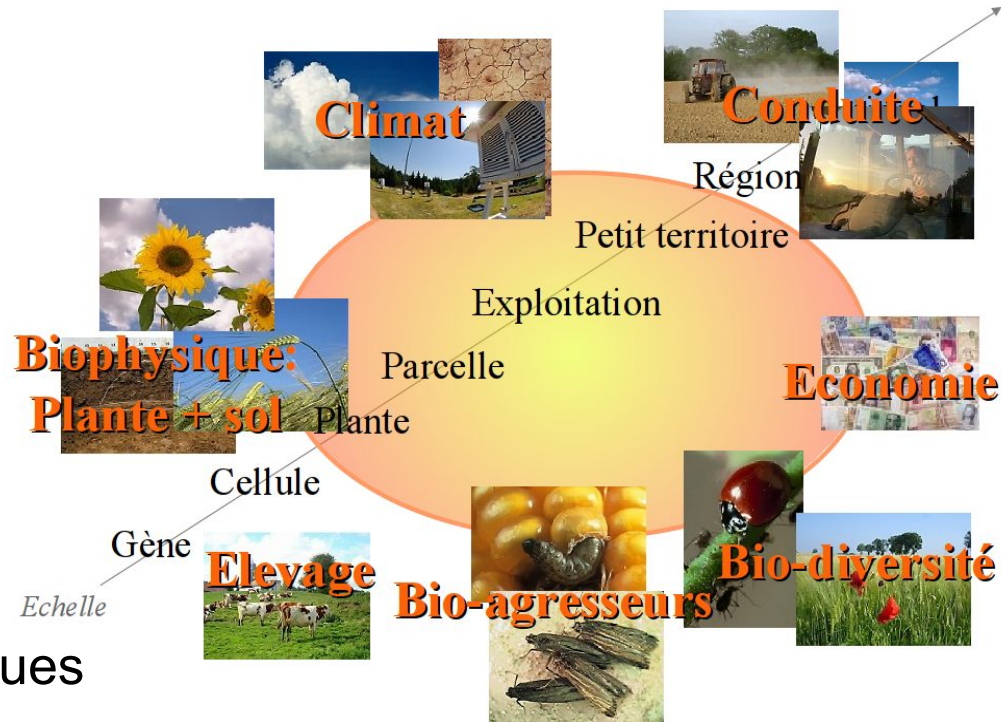 Climat
Conduite
Région
Petit territoire
Exploitation
Biophysique:
Plante + sol
Parcelle
Economie
Plante
Cellule
Gène
Elevage
Bio-agresseurs
Bio-diversité
Echelle
ues